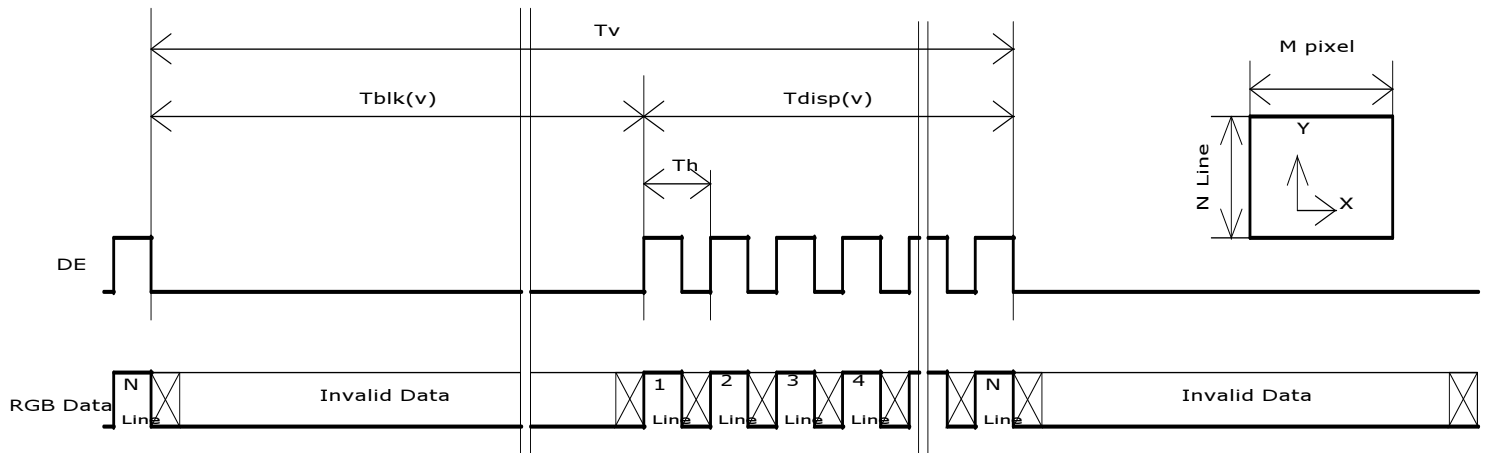 Tv
M pixel
Tblk(v)
Tdisp(v)
Th
N Line
Y
X
DE
RGB Data
N
Line
Invalid Data
1
Line
2
Line
3
Line
4
Line
N
Line
Invalid Data